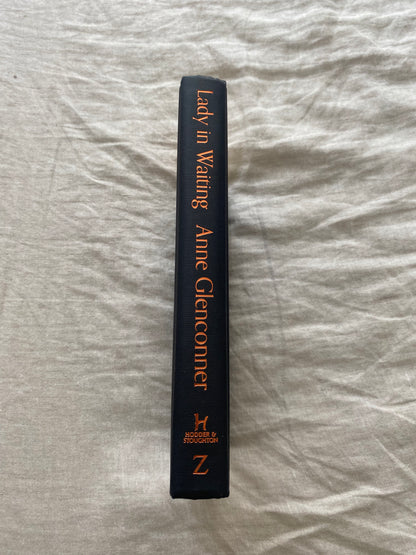 Lady in Waiting Anne Glenconner
HODDER &
STOUGHTON
Z